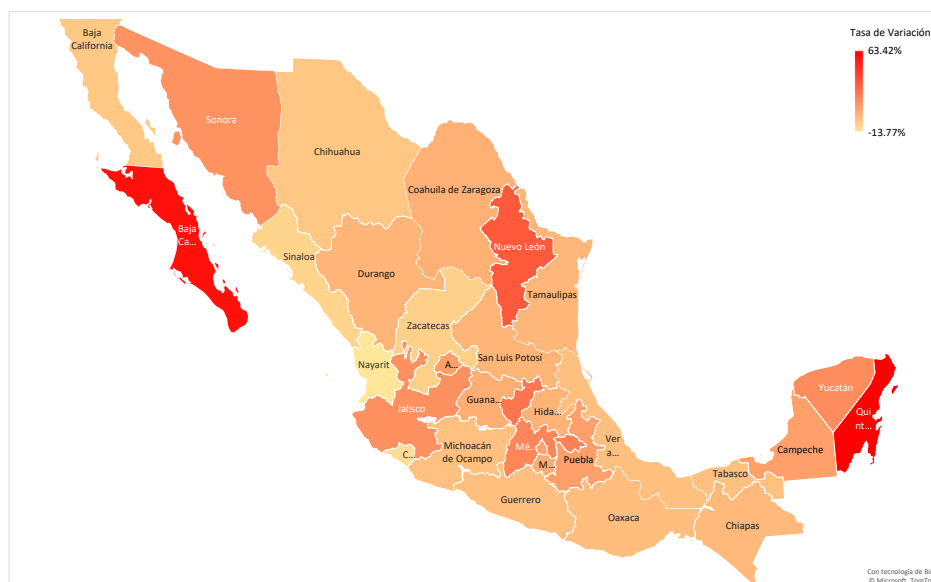 Baja
California
Tasa de Variación
63.42%
-13.77%
Sonora
Chihuahua
Coahuila de Zaragoza
Baja
Ca...
Nuevo León
Sinaloa
Durango
Tamaulipas
Zacatecas
Nayarit
A...
San Luis Potosí
Guana...
Jalisco
Hida...
Yucatán
Qui
nt...
Ver
a...
Mé...
Campeche
Michoacán
de Ocampo
C...
M...
Puebla
Tabasco
Guerrero
Oaxaca
Chiapas
Con tecnología de Bi
© Microsoft, TomTo